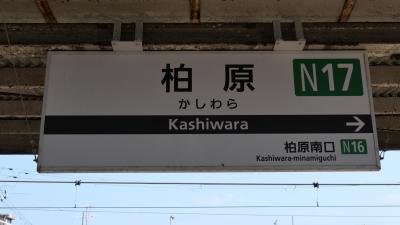 柏原 N17
かしわら
Kashiwara →
柏原南口 N16
Kashiwara-minamiguchi